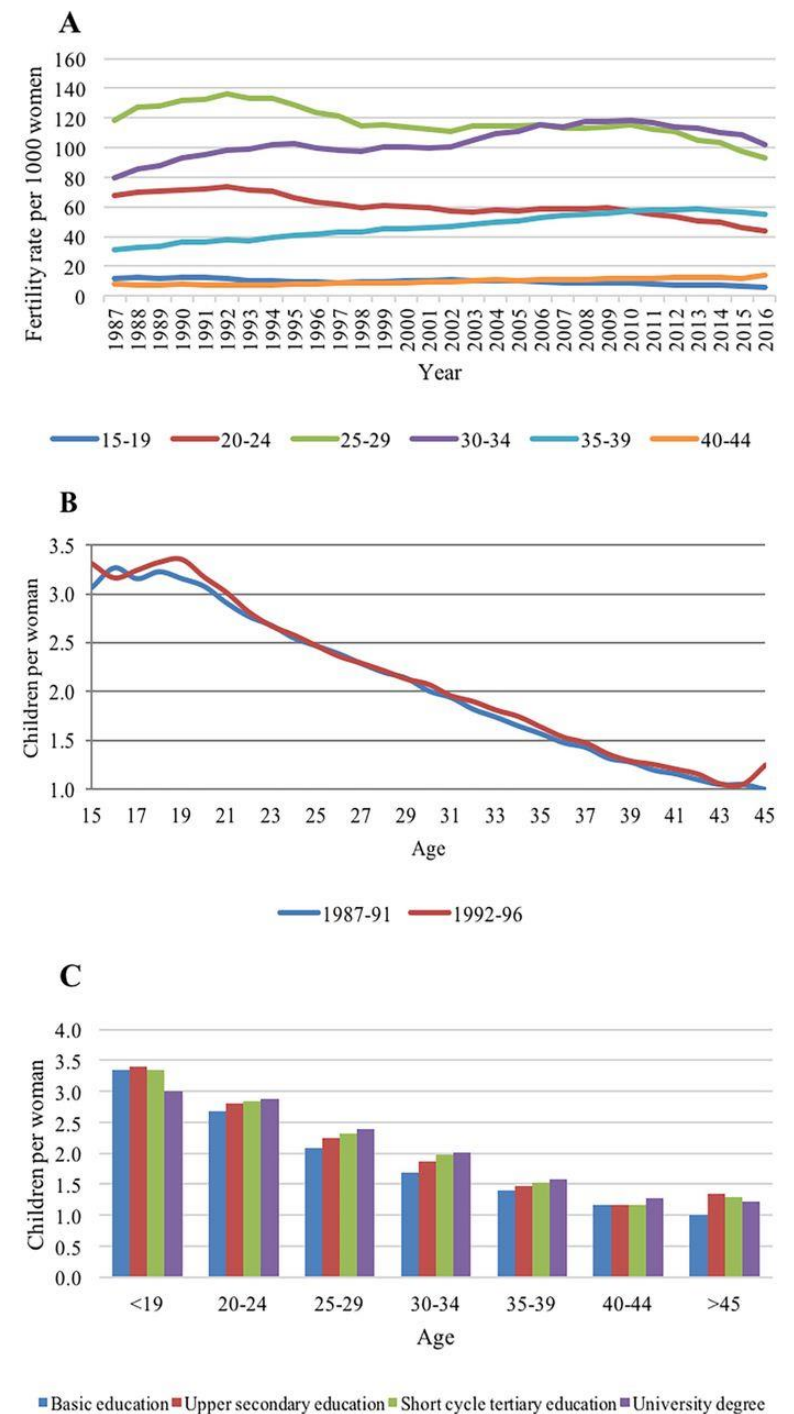 A
160
140
120
100
80
60
40
20
0
Fertility rate per 1000 women
1987 1988 1989 1990 1991 1992 1993 1994 1995 1996 1997 1998 1999 2000 2001 2002 2003 2004 2005 2006 2007 2008 2009 2010 2011 2012 2013 2014 2015 2016
Year
15-19 20-24 25-29 30-34 35-39 40-44
B
3.5
3.0
2.5
2.0
1.5
1.0
Children per woman
15 17 19 21 23 25 27 29 31 33 35 37 39 41 43 45
Age
1987-91 1992-96
C
4.0
3.5
3.0
2.5
2.0
1.5
1.0
0.5
0.0
Children per woman
<19 20-24 25-29 30-34 35-39 40-44 >45
Age
Basic education Upper secondary education Short cycle tertiary education University degree